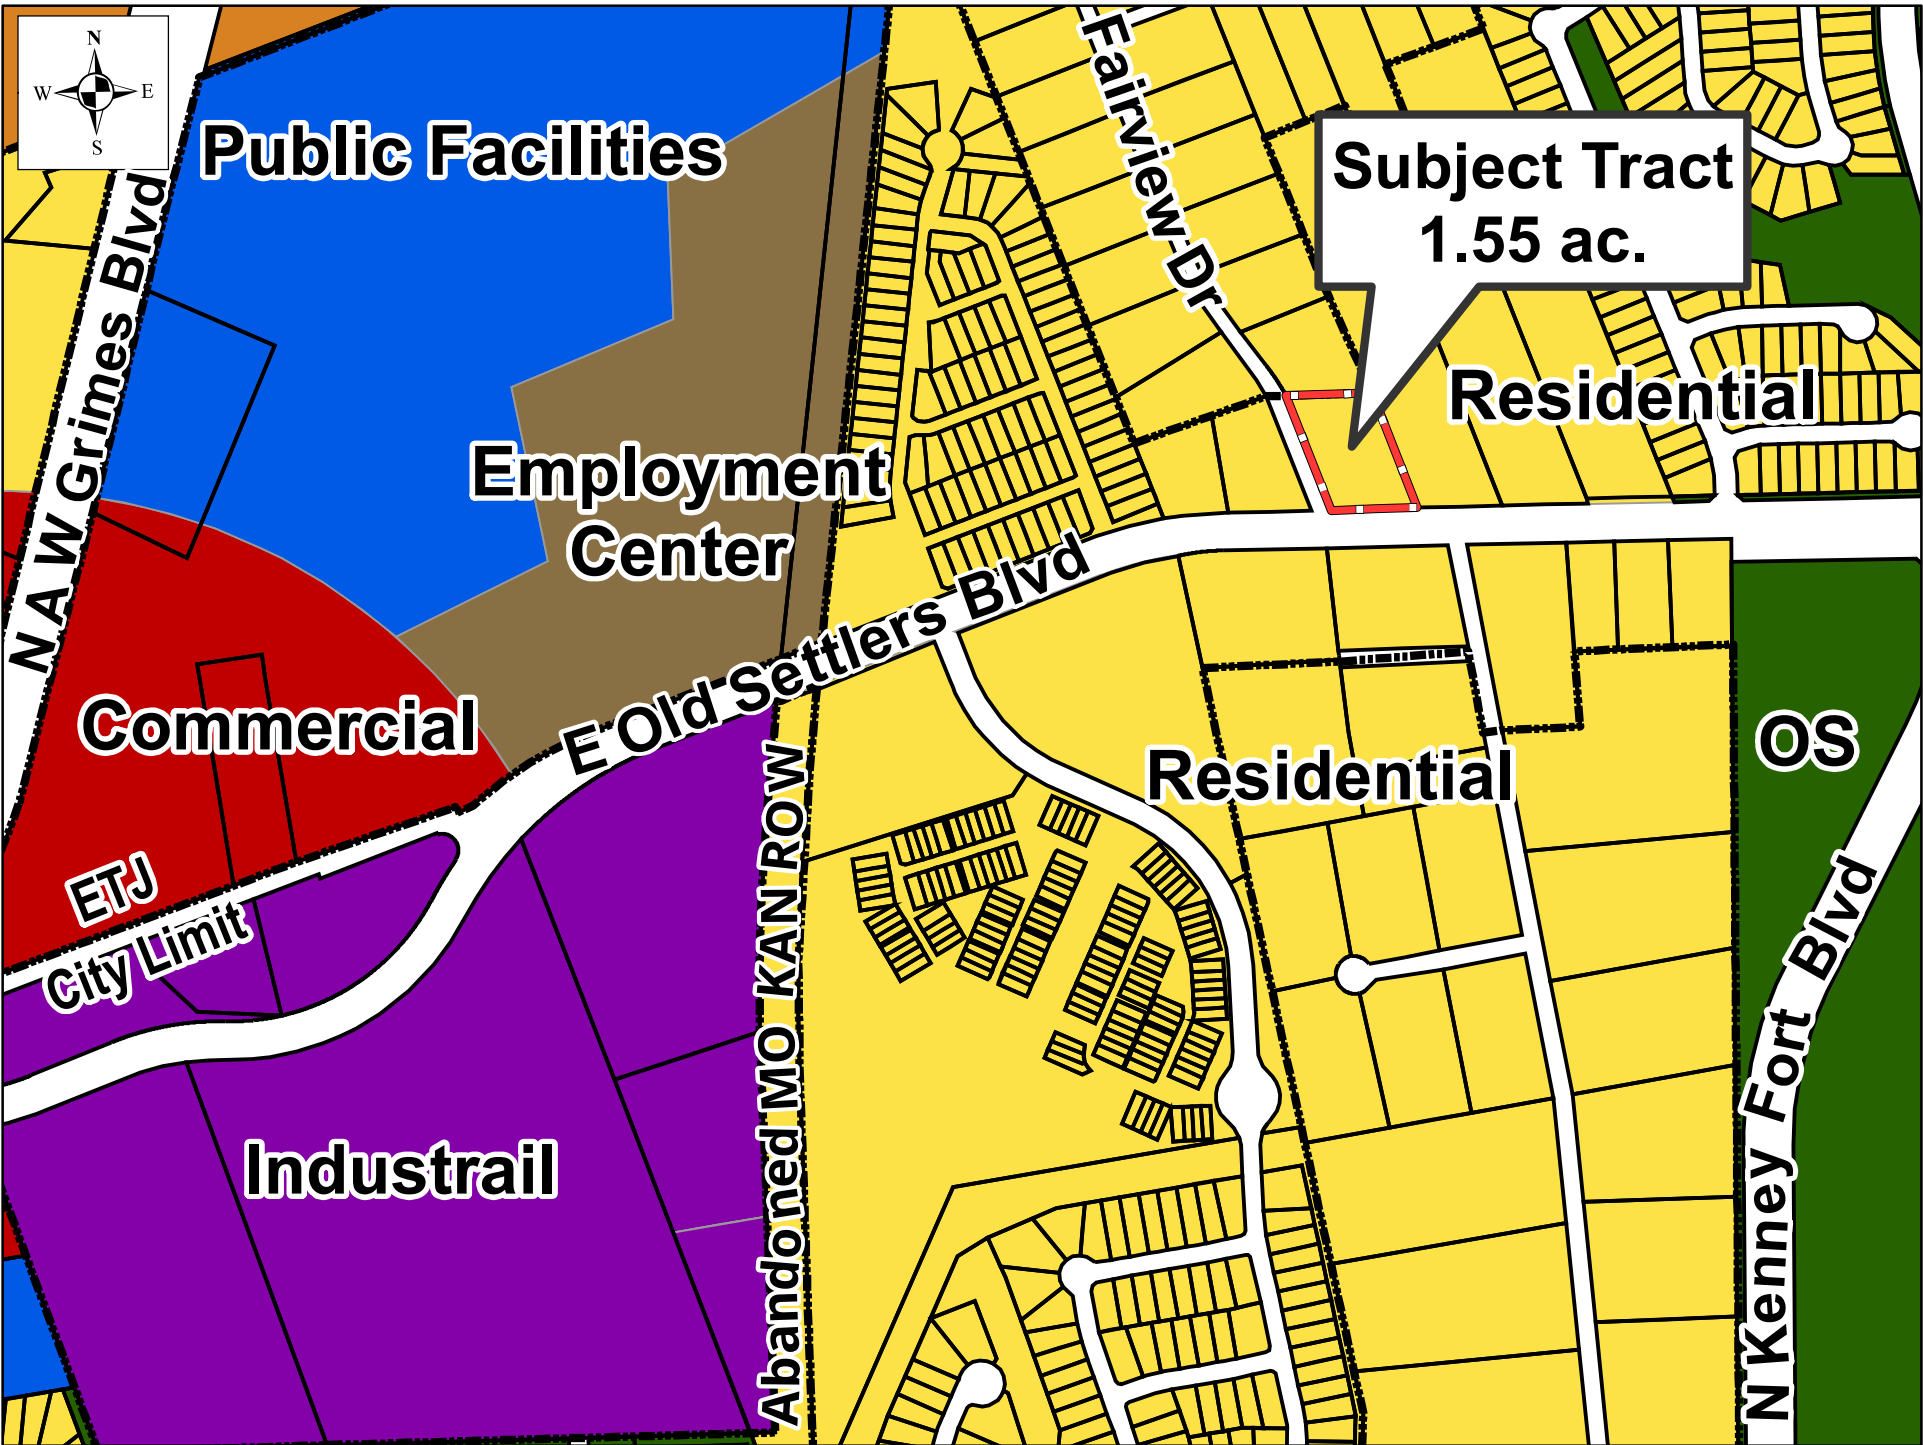 N
W E
S
Public Facilities
Fairview Dr
Subject Tract
1.55 ac.
N A W Grimes Blvd
Residential
Employment
Center
E Old Settlers Blvd
Commercial
OS
Residential
ETJ
City Limit
Abandoned MO KAN ROW
Industrail
N Kenney Fort Blvd